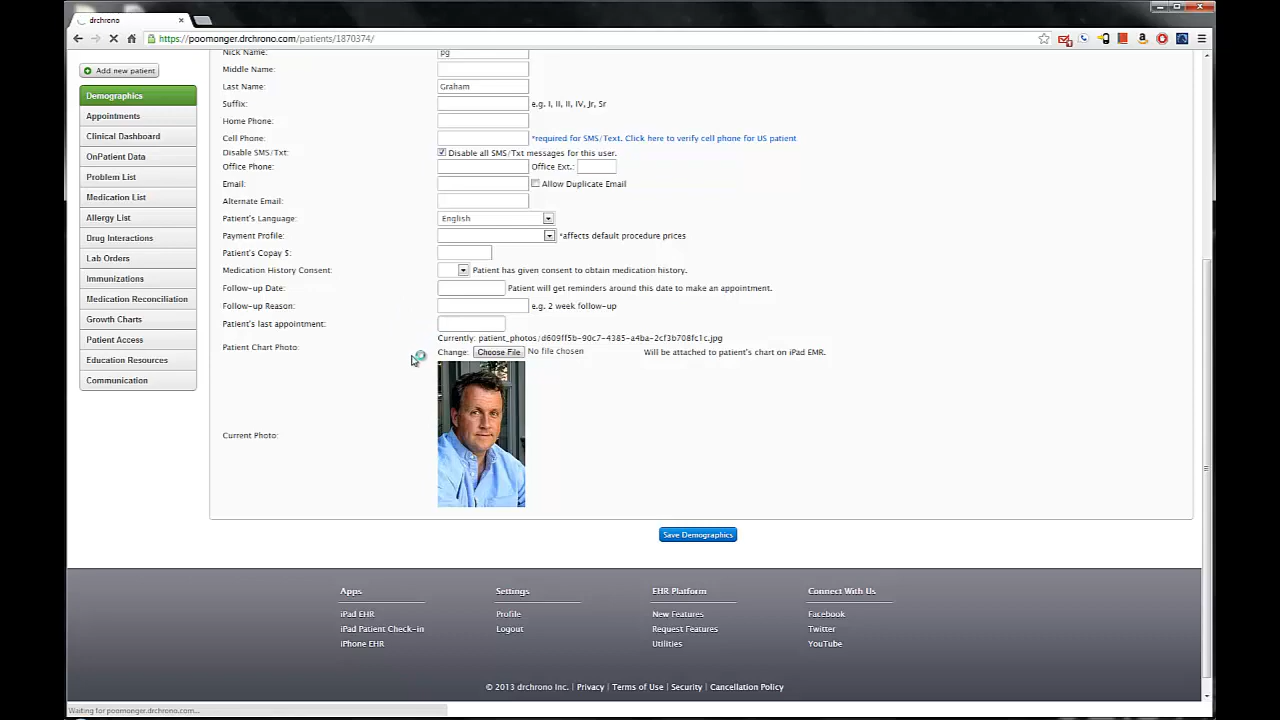 drchrono
https://poomonger.drchrono.com/patients/1870374/
Add new patient
Demographics
Appointments
Clinical Dashboard
OnPatient Data
Problem List
Medication List
Allergy List
Drug Interactions
Lab Orders
Immunizations
Medication Reconciliation
Growth Charts
Patient Access
Education Resources
Communication
Nick Name: pg
Middle Name:
Last Name: Graham
Suffix: e.g. I, II, II, IV, Jr, Sr
Home Phone:
Cell Phone: *required for SMS/Text. Click here to verify cell phone for US patient
Disable SMS/Txt: Disable all SMS/Txt messages for this user.
Office Phone: Office Ext.:
Email: Allow Duplicate Email
Alternate Email:
Patient's Language: English
Payment Profile: *affects default procedure prices
Patient's Copay $:
Medication History Consent: Patient has given consent to obtain medication history.
Follow-up Date: Patient will get reminders around this date to make an appointment.
Follow-up Reason: e.g. 2 week follow-up
Patient's last appointment:
Currently: patient_photos/d609ff5b-90c7-4385-a4ba-2cf3b708fc1c.jpg
Patient Chart Photo:
Change: Choose File No file chosen Will be attached to patient's chart on iPad EMR.
Current Photo:
Save Demographics
Apps Settings EHR Platform Connect With Us
iPad EHR Profile New Features Facebook
iPad Patient Check-in Logout Request Features Twitter
iPhone EHR Utilities YouTube
© 2013 drchrono Inc. | Privacy | Terms of Use | Security | Cancellation Policy
Waiting for poomonger.drchrono.com...